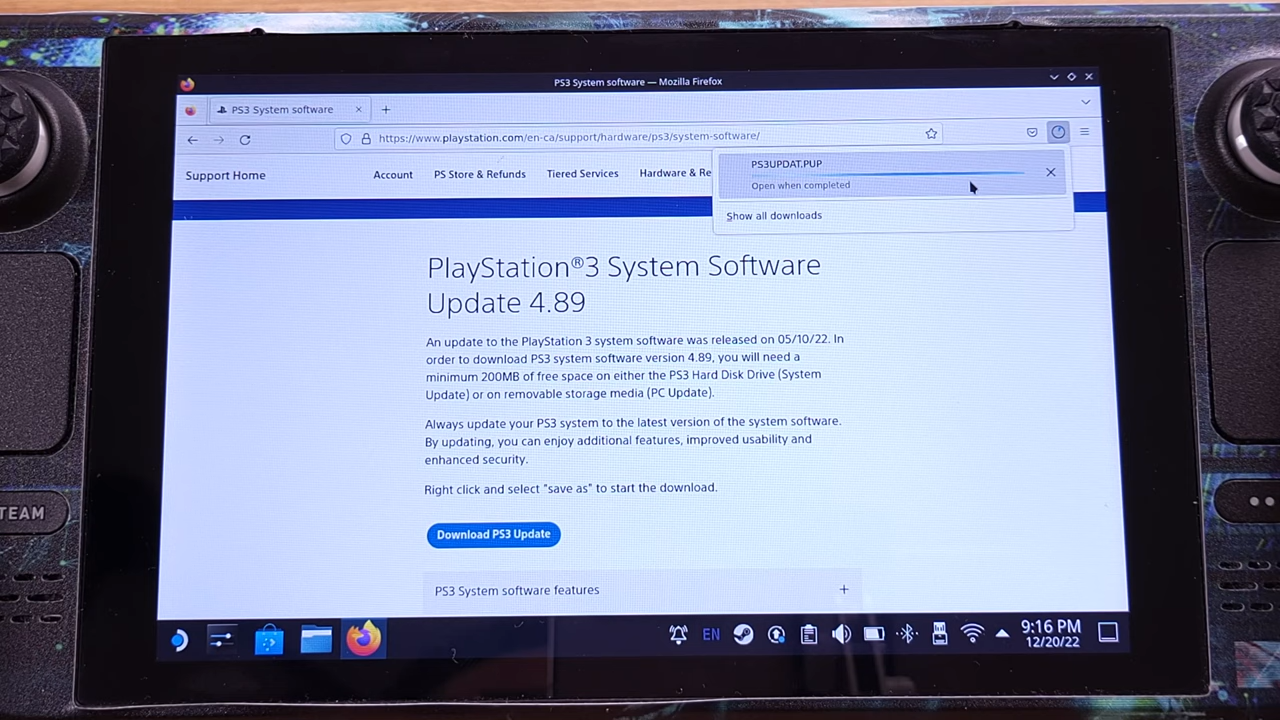 PS3 System software — Mozilla Firefox
PS3 System software
https://www.playstation.com/en-ca/support/hardware/ps3/system-software/
PS3UPDAT.PUP
Open when completed
Show all downloads
Support Home Account PS Store & Refunds Tiered Services Hardware & Re
PlayStation®3 System Software
Update 4.89
An update to the PlayStation 3 system software was released on 05/10/22. In
order to download PS3 system software version 4.89, you will need a
minimum 200MB of free space on either the PS3 Hard Disk Drive (System
Update) or on removable storage media (PC Update).
Always update your PS3 system to the latest version of the system software.
By updating, you can enjoy additional features, improved usability and
enhanced security.
Right click and select "save as" to start the download.
Download PS3 Update
PS3 System software features
EN
9:16 PM
12/20/22
TEAM